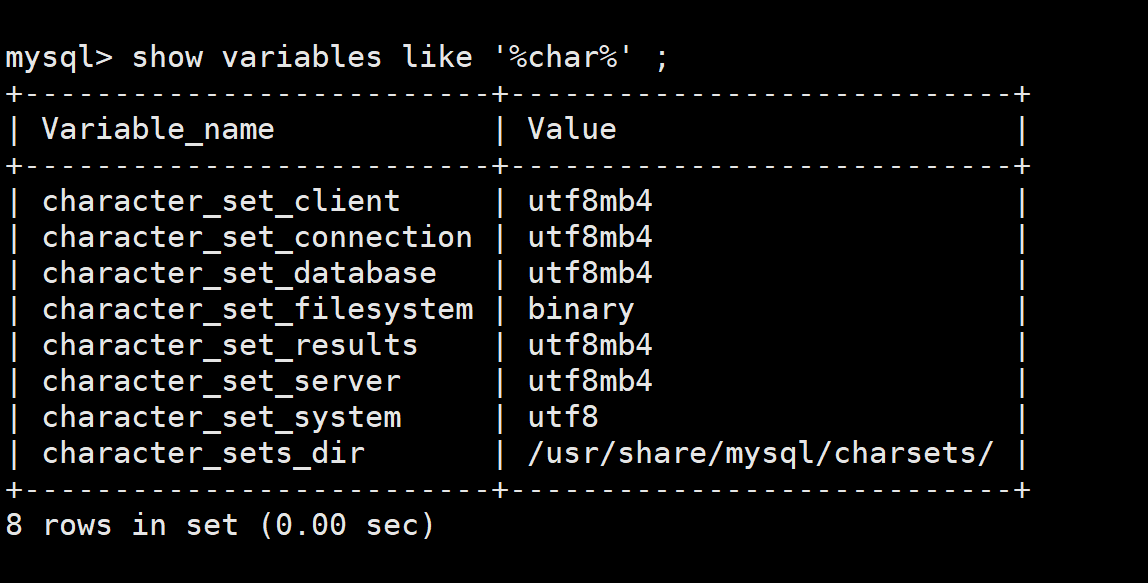 mysql> show variables like '%char%' ;
+--------------------------+----------------------------+
| Variable_name            | Value                      |
+--------------------------+----------------------------+
| character_set_client     | utf8mb4                    |
| character_set_connection | utf8mb4                    |
| character_set_database   | utf8mb4                    |
| character_set_filesystem | binary                     |
| character_set_results    | utf8mb4                    |
| character_set_server     | utf8mb4                    |
| character_set_system     | utf8                       |
| character_sets_dir       | /usr/share/mysql/charsets/ |
+--------------------------+----------------------------+
8 rows in set (0.00 sec)